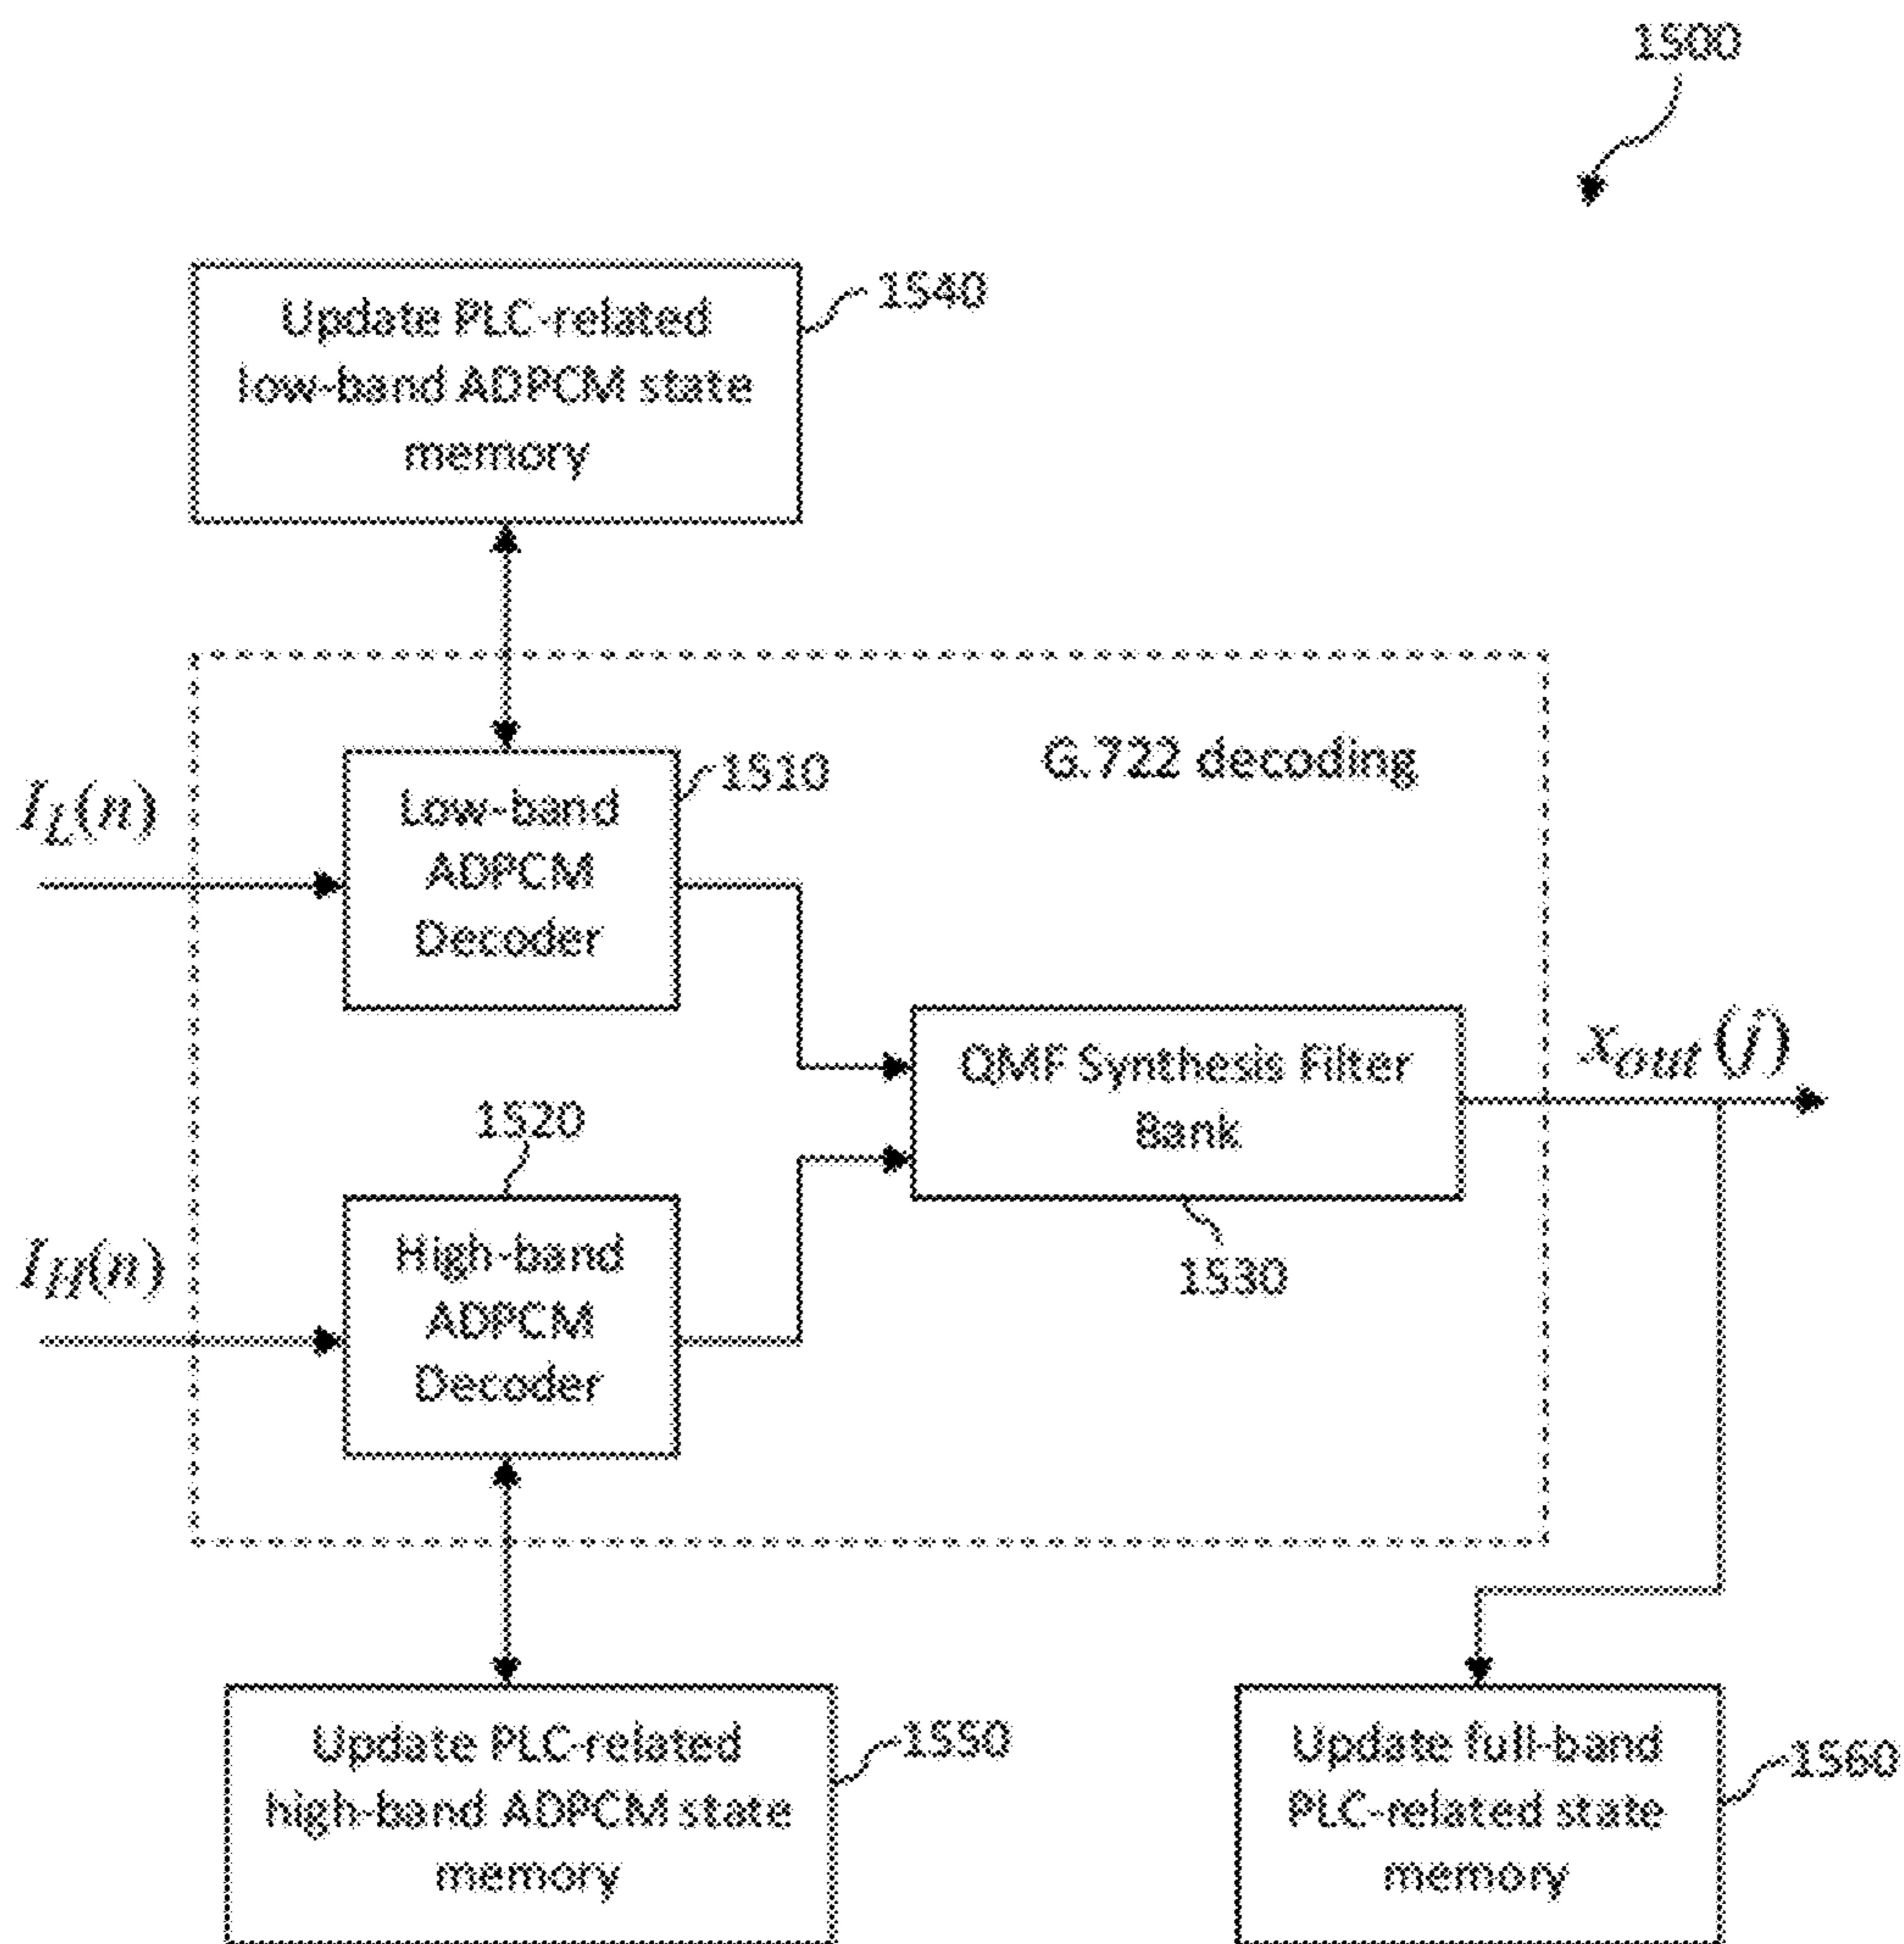 1500
Update PLC-related
low-band ADPCM state
memory
1540
G.722 decoding
I_L(n)
1510
Low-band
ADPCM
Decoder
QMF Synthesis Filter
Bank
1530
x_out(j)
1520
I_H(n)
High-band
ADPCM
Decoder
Update PLC-related
high-band ADPCM state
memory
1550
Update full-band
PLC-related state
memory
1560